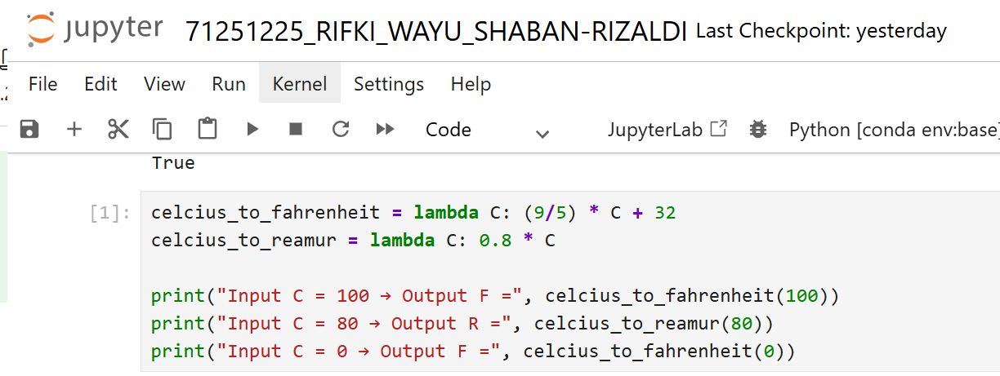 jupyter 71251225_RIFKI_WAYU_SHABAN-RIZALDI Last Checkpoint: yesterday
File Edit View Run Kernel Settings Help
Code JupyterLab Python [conda env:base]
True
[1]: celcius_to_fahrenheit = lambda C: (9/5) * C + 32
celcius_to_reamur = lambda C: 0.8 * C
print("Input C = 100 → Output F =", celcius_to_fahrenheit(100))
print("Input C = 80 → Output R =", celcius_to_reamur(80))
print("Input C = 0 → Output F =", celcius_to_fahrenheit(0))